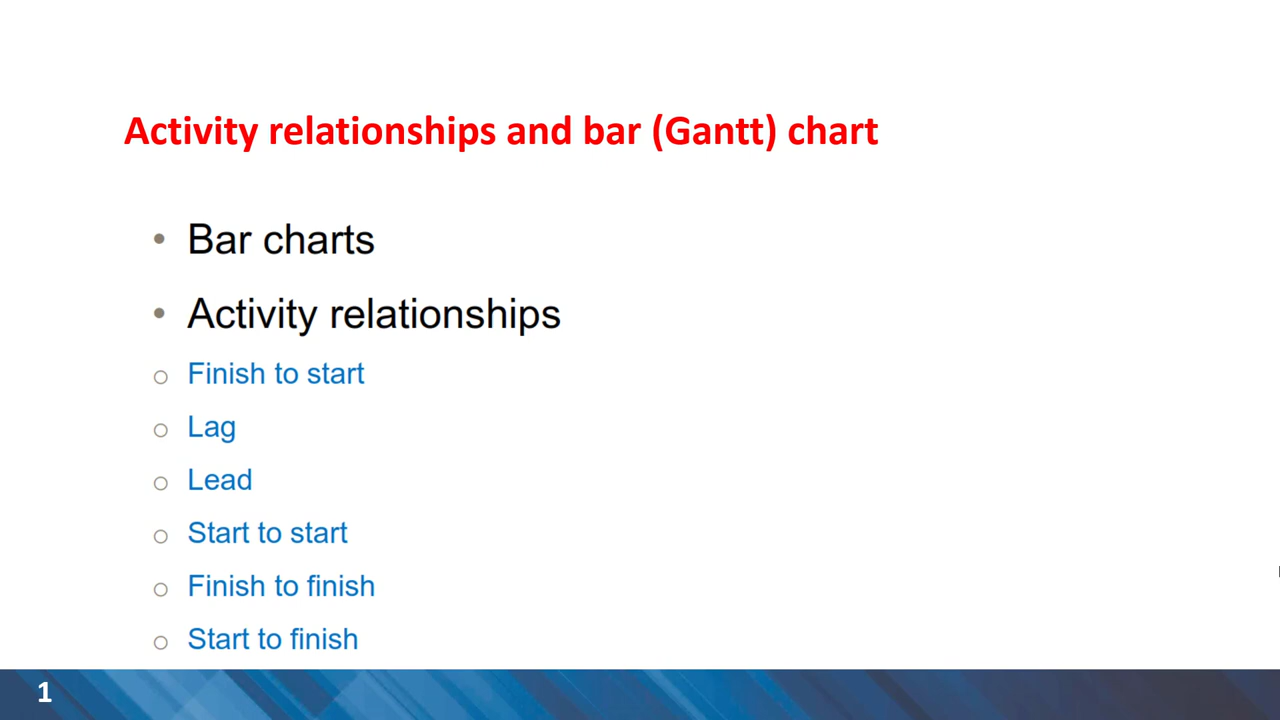 Activity relationships and bar (Gantt) chart
• Bar charts
• Activity relationships
○ Finish to start
○ Lag
○ Lead
○ Start to start
○ Finish to finish
○ Start to finish
1